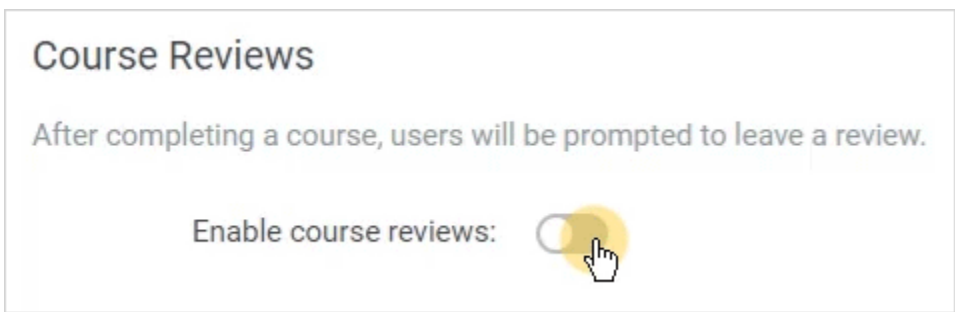 Course Reviews
After completing a course, users will be prompted to leave a review.
Enable course reviews: